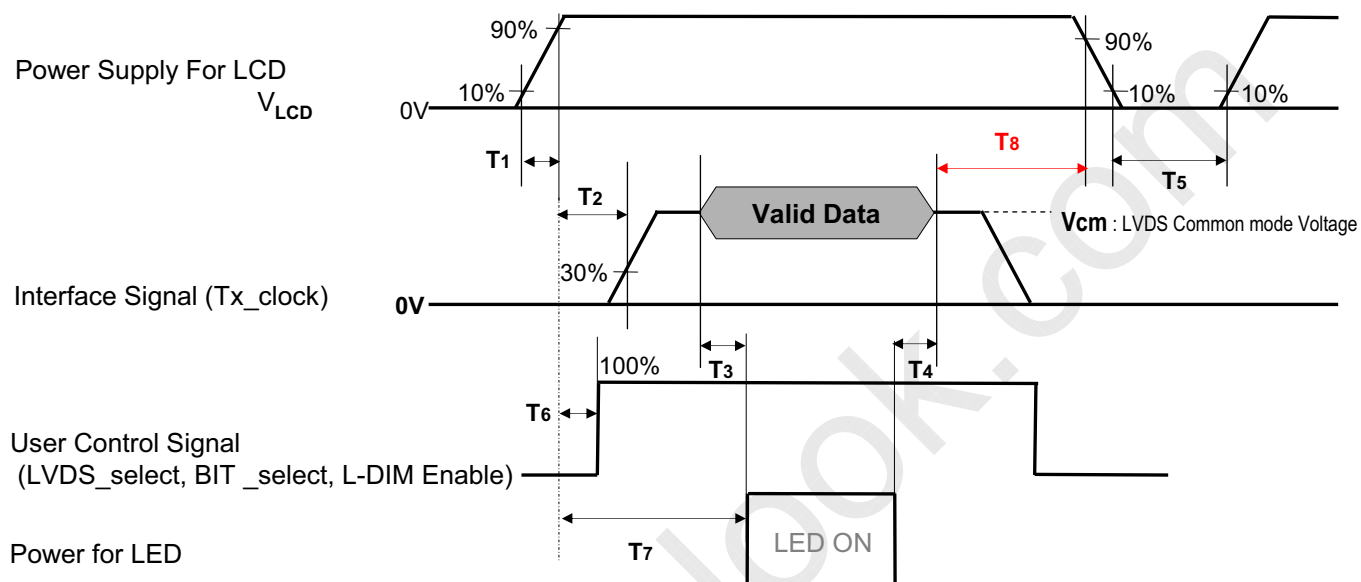 90%
90%
Power Supply For LCD
VLCD
10%
10%
10%
0V
T1
T8
T2
T5
Valid Data
Vcm : LVDS Common mode Voltage
30%
Interface Signal (Tx_clock)
0V
100%
T3
T4
T6
User Control Signal
(LVDS_select, BIT _select, L-DIM Enable)
T7
LED ON
Power for LED
look.com